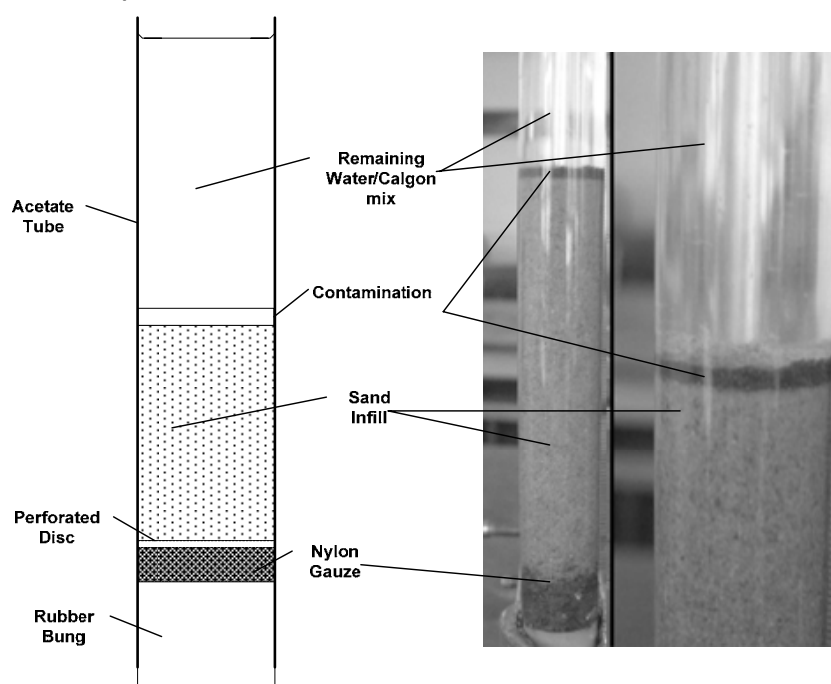 Remaining
Water/Calgon
mix
Acetate
Tube
Contamination
Sand
Infill
Perforated
Disc
Nylon
Gauze
Rubber
Bung